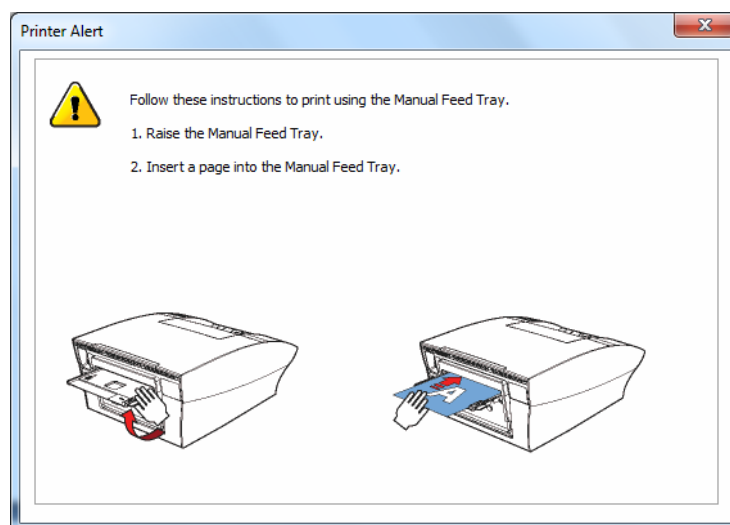 Printer Alert
Follow these instructions to print using the Manual Feed Tray.
1. Raise the Manual Feed Tray.
2. Insert a page into the Manual Feed Tray.
A